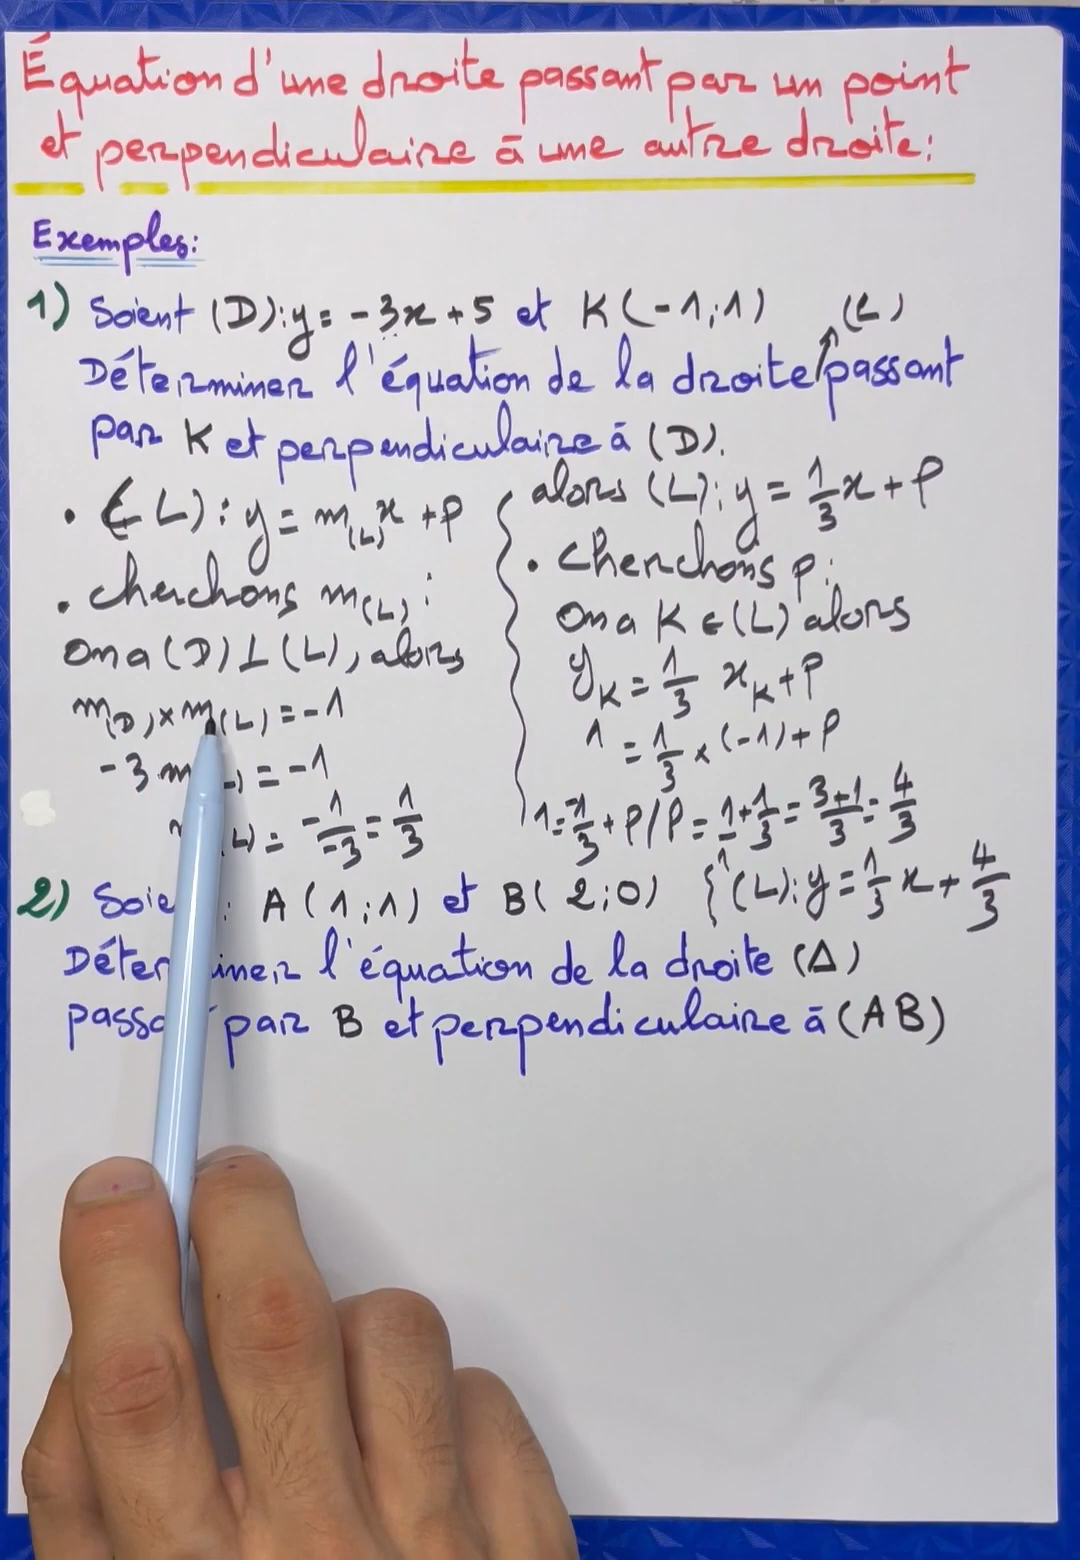 Équation d'une droite passant par un point
et perpendiculaire à une autre droite:
Exemples:
1) Soient (D): y = -3x + 5 et K(-1;1) (L)
Déterminer l'équation de la droite passant
par K et perpendiculaire à (D).
• (L): y = m(L) x + p
• cherchons m(L):
on a (D) ⊥ (L), alors
m(D) × m(L) = -1
-3 m = -1
= -1/-3 = 1/3
alors (L): y = 1/3 x + p
• Cherchons p:
on a K ∈ (L) alors
yK = 1/3 xK + p
1 = 1/3 × (-1) + p
1 = -1/3 + p / p = 1/1 + 1/3 = 3+1/3 = 4/3
(L): y = 1/3 x + 4/3
2) : A(1;1) et B(2;0)
l'équation de la droite (Δ)
par B et perpendiculaire à (AB)